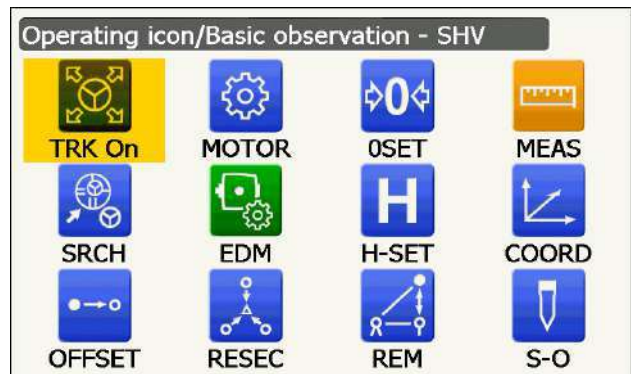 Operating icon/Basic observation - SHV
TRK On MOTOR 0SET MEAS
SRCH EDM H-SET COORD
OFFSET RESEC REM S-O